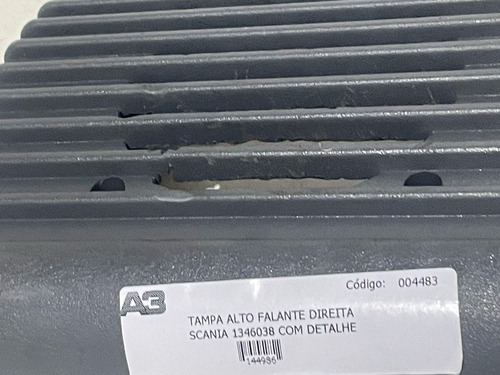 Código: 004483
A3
TAMPA ALTO FALANTE DIREITA
SCANIA 1346038 COM DETALHE
144986